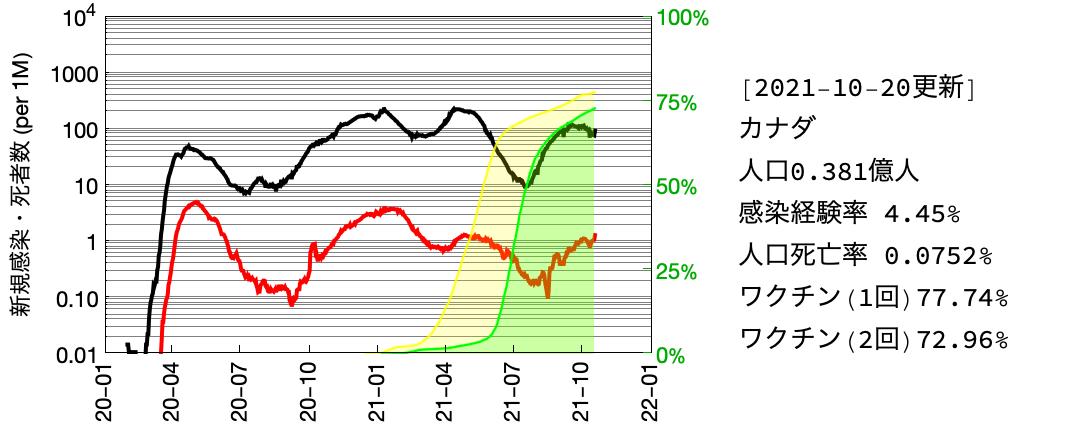 新規感染・死者数 (per 1M)
10⁴
1000
100
10
1
0.10
0.01
100%
75%
50%
25%
0%
20-01
20-04
20-07
20-10
21-01
21-04
21-07
21-10
22-01
[2021-10-20更新]
カナダ
人口0.381億人
感染経験率 4.45%
人口死亡率 0.0752%
ワクチン(1回)77.74%
ワクチン(2回)72.96%